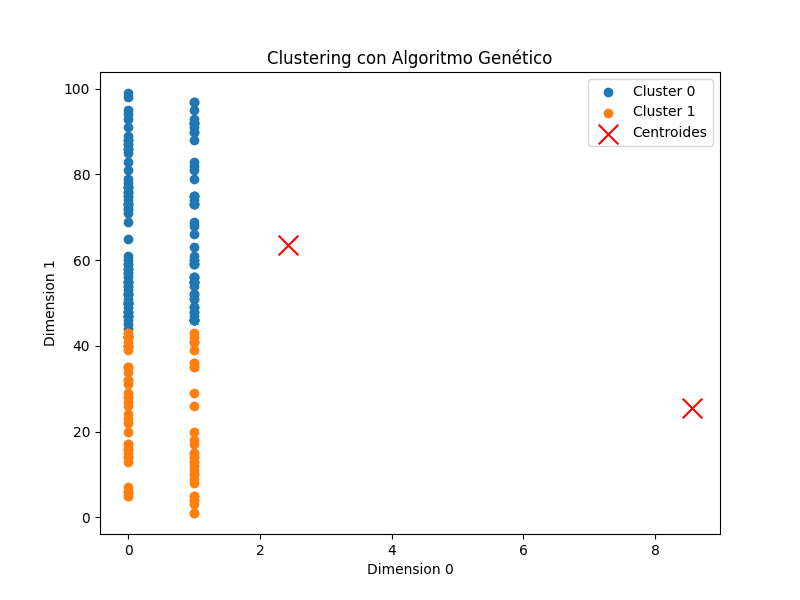 Clustering con Algoritmo Genético
Cluster 0
Cluster 1
Centroides
100
80
60
40
20
0
Dimension 1
0 2 4 6 8
Dimension 0